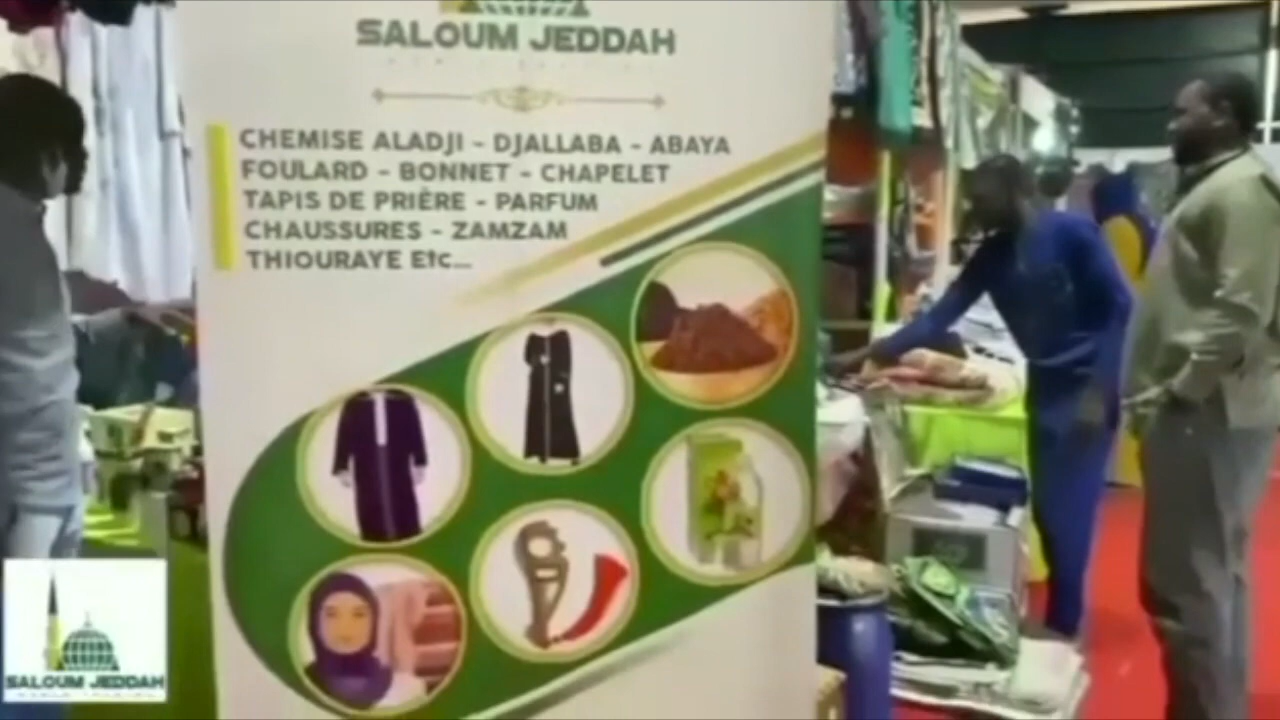 SALOUM JEDDAH
CHEMISE ALADJI - DJALLABA - ABAYA
FOULARD - BONNET - CHAPELET
TAPIS DE PRIÈRE - PARFUM
CHAUSSURES - ZAMZAM
THIOURAYE Etc...
SALOUM JEDDAH